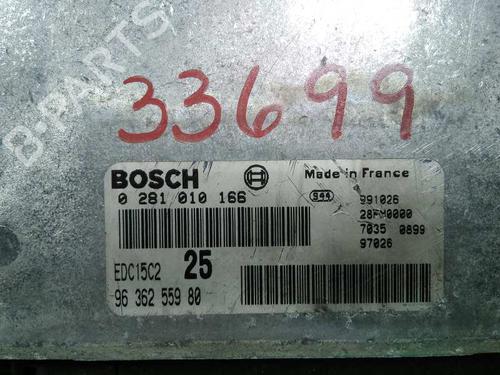 B-PARTS
33699
BOSCH Made in France
0 281 010 166 944 991026
28FM0000
7035 0899
EDC15C2 25 97026
96 362 559 80